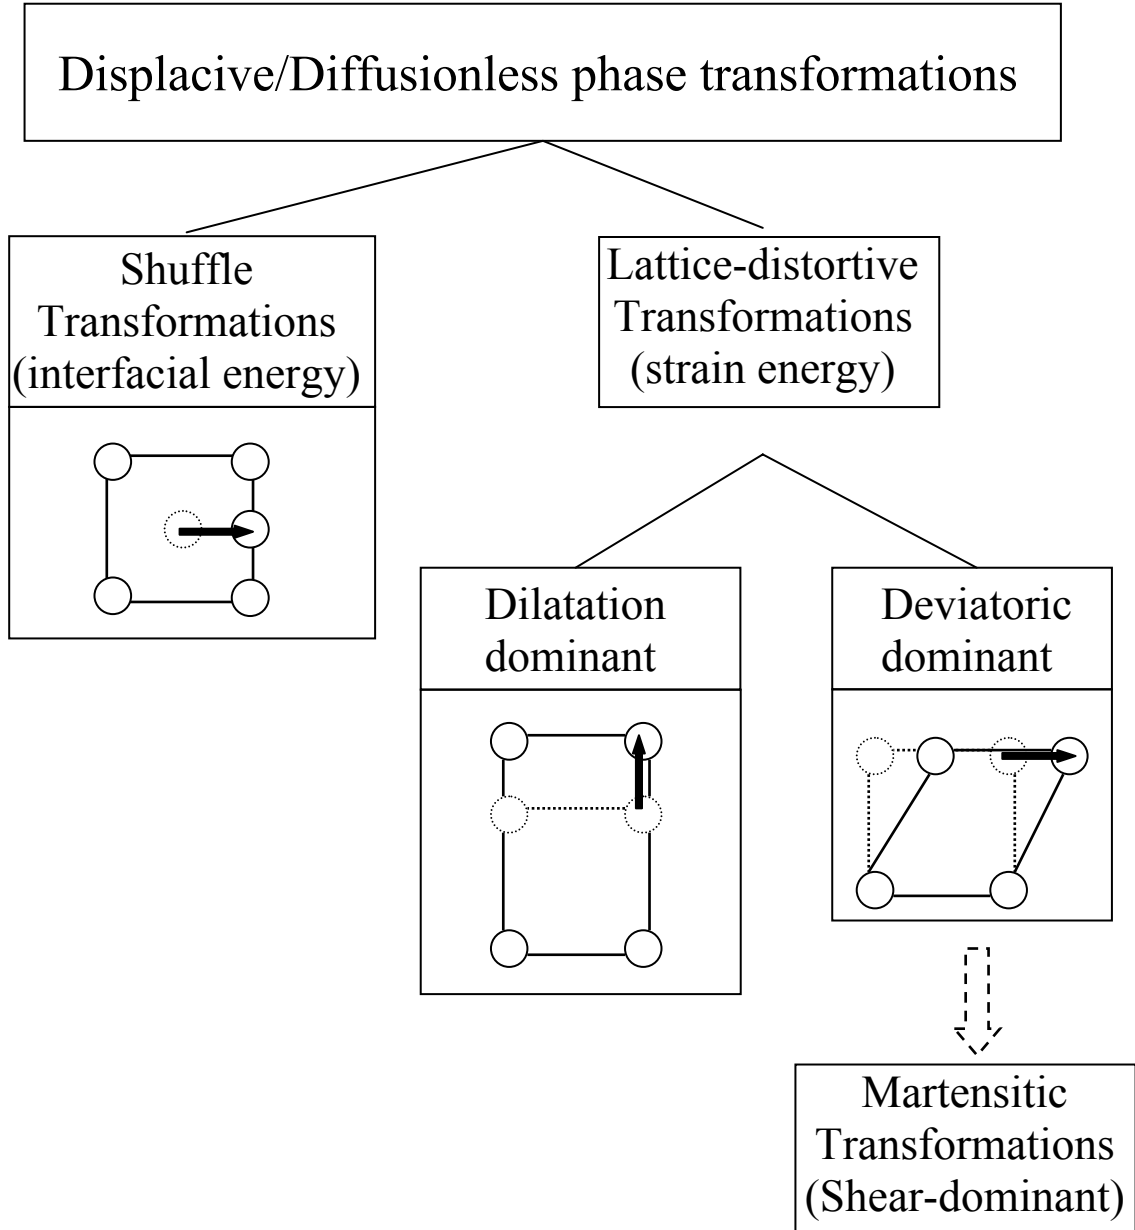 Displacive/Diffusionless phase transformations
Shuffle
Transformations
(interfacial energy)
Lattice-distortive
Transformations
(strain energy)
Dilatation
dominant
Deviatoric
dominant
Martensitic
Transformations
(Shear-dominant)